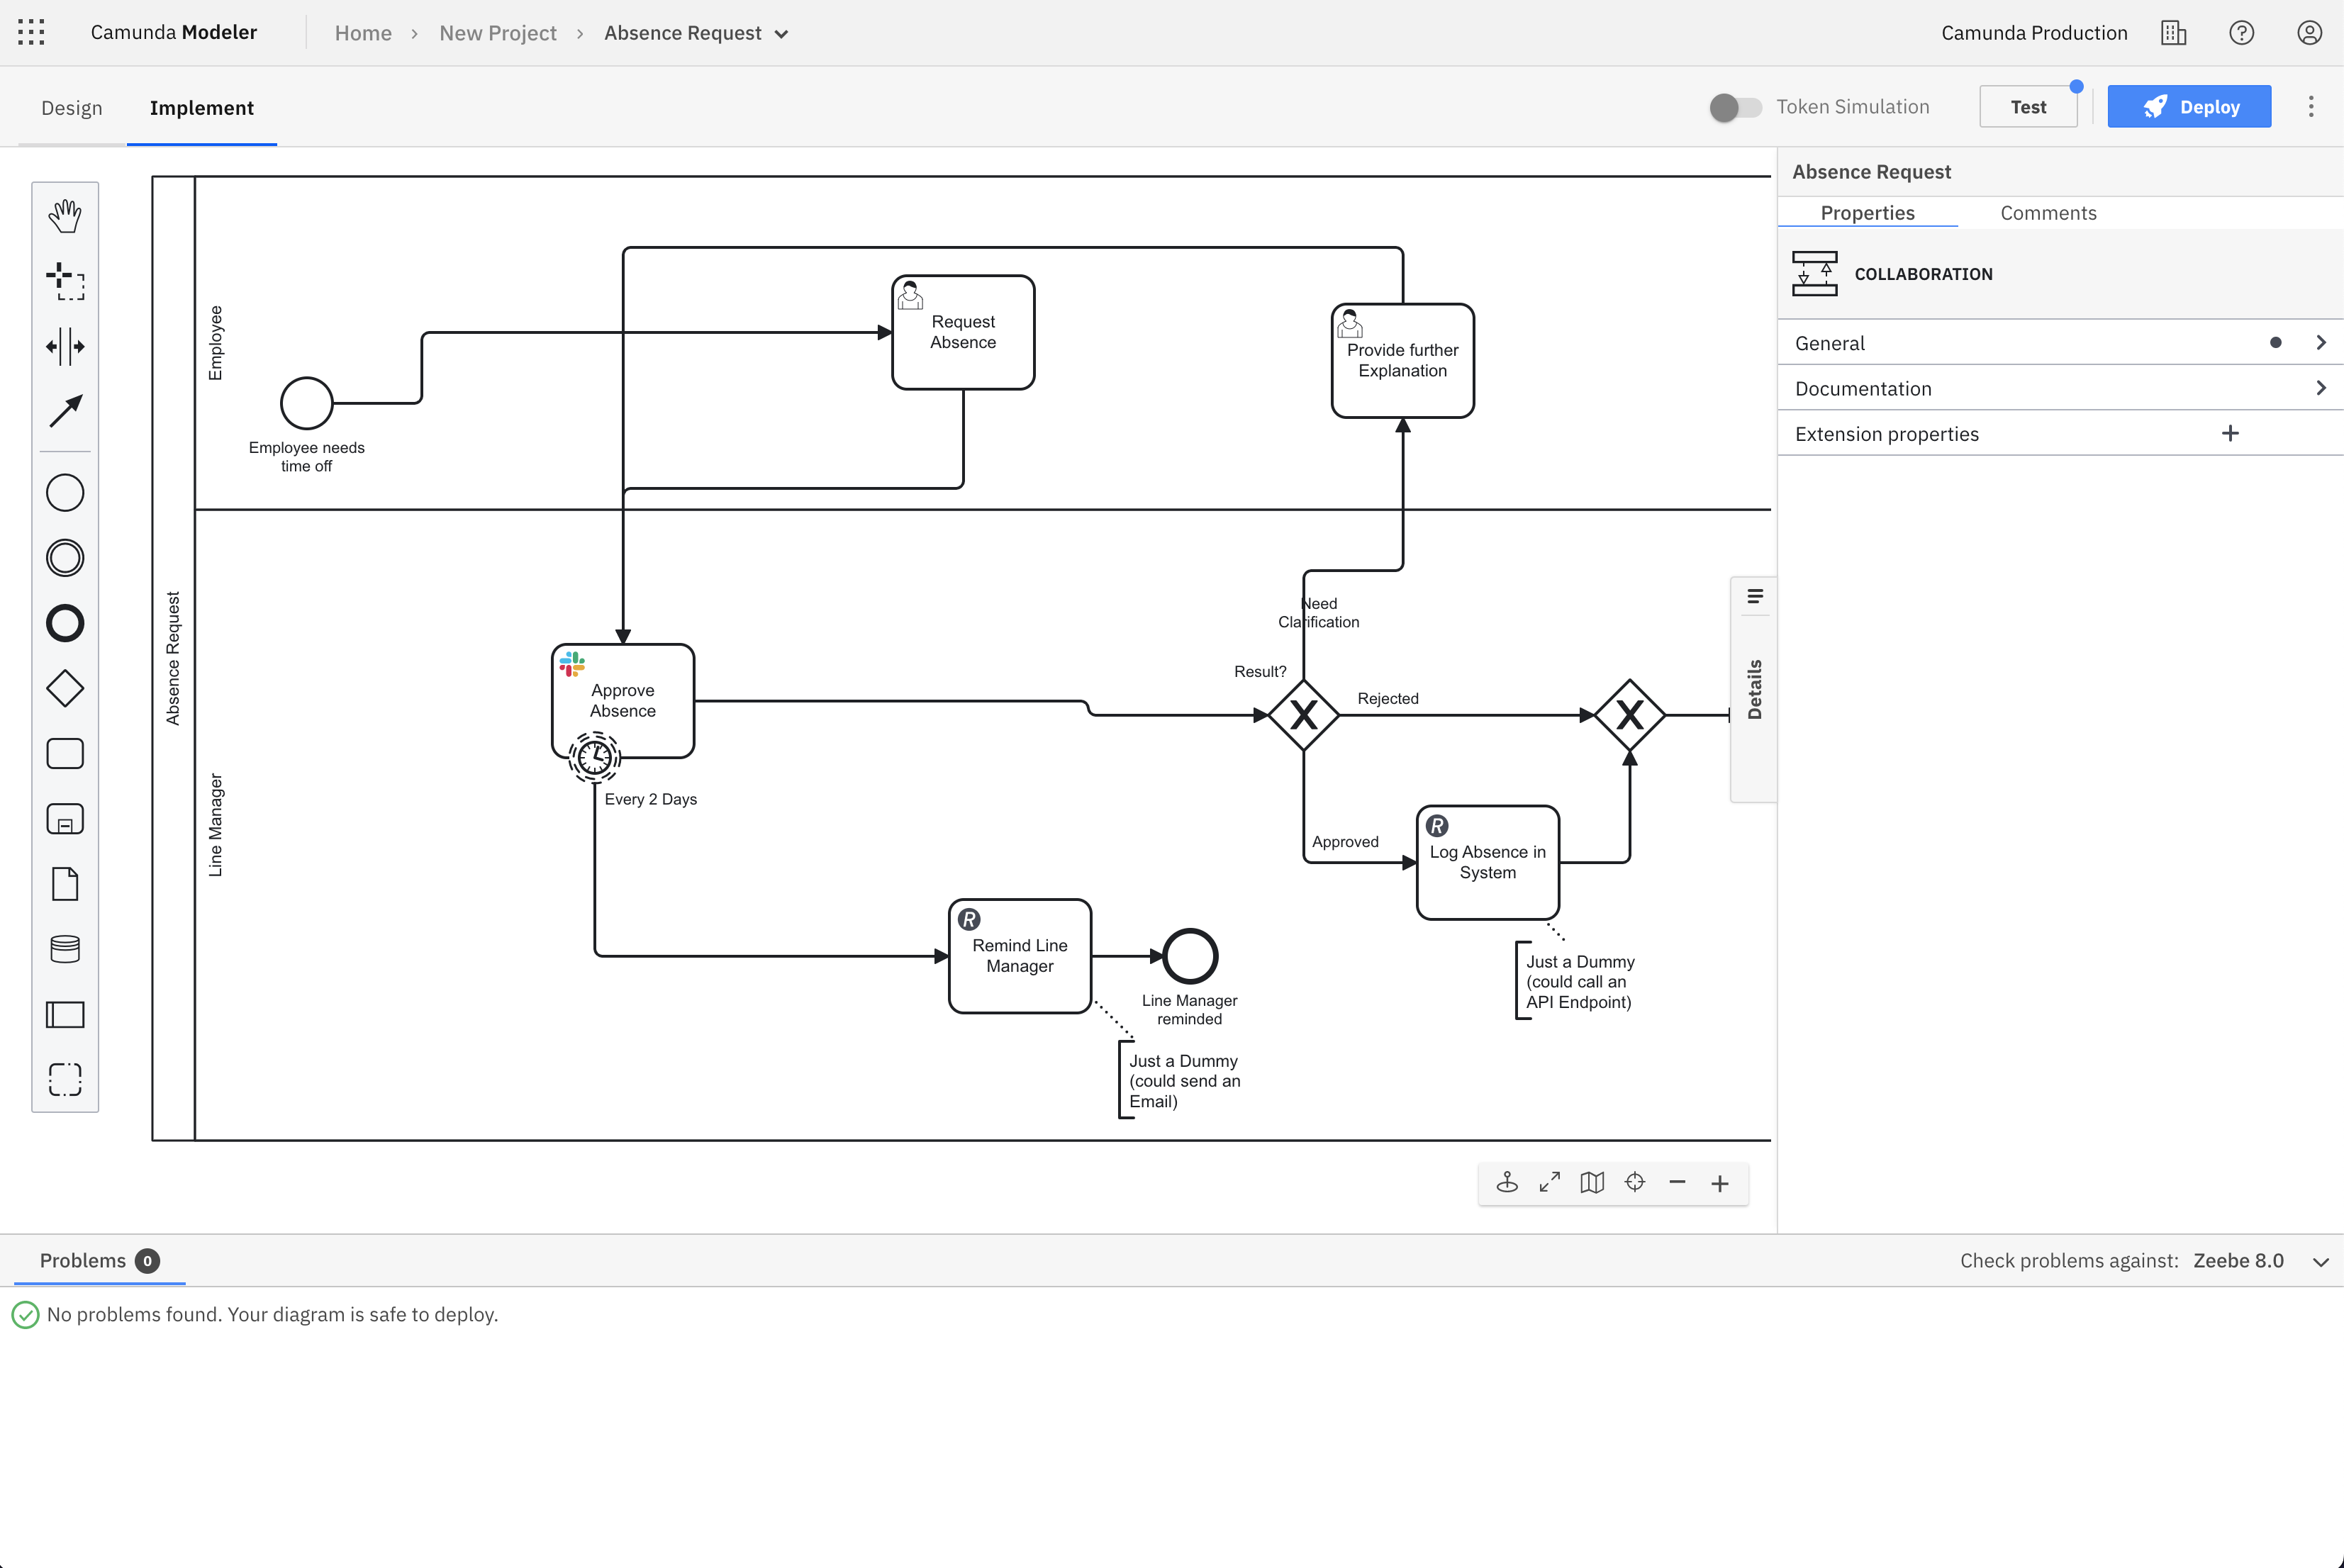 Camunda Modeler
Home › New Project › Absence Request
Camunda Production
Design
Implement
Token Simulation
Test
Deploy
Absence Request
Properties
Comments
COLLABORATION
General
Documentation
Extension properties
Absence Request
Employee
Line Manager
Employee needs
time off
Request
Absence
Provide further
Explanation
Need
Clarification
Result?
Rejected
Approve
Absence
Every 2 Days
Approved
Log Absence in
System
Remind Line
Manager
Line Manager
reminded
Just a Dummy
(could call an
API Endpoint)
Just a Dummy
(could send an
Email)
Details
Problems 0
Check problems against: Zeebe 8.0
No problems found. Your diagram is safe to deploy.